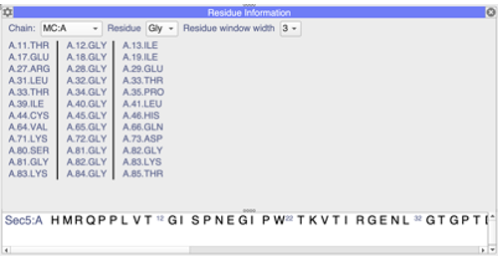 Residue Information
Chain: MC:A Residue Gly Residue window width 3
A.11.THR A.12.GLY A.13.ILE
A.17.GLU A.18.GLY A.19.ILE
A.27.ARG A.28.GLY A.29.GLU
A.31.LEU A.32.GLY A.33.THR
A.33.THR A.34.GLY A.35.PRO
A.39.ILE A.40.GLY A.41.LEU
A.44.CYS A.45.GLY A.46.HIS
A.64.VAL A.65.GLY A.66.GLN
A.71.LYS A.72.GLY A.73.ASP
A.80.SER A.81.GLY A.82.GLY
A.81.GLY A.82.GLY A.83.LYS
A.83.LYS A.84.GLY A.85.THR
Sec5:A HMRQPPLVT 12 GI SPNEGI PW 22 TKVTI RGENL 32 GTGPT